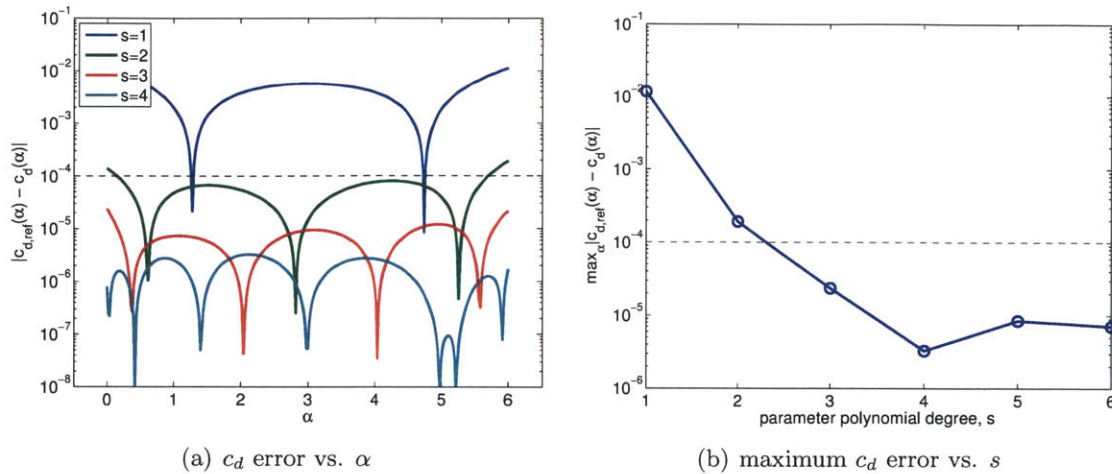 10^-1
10^-2
10^-3
10^-4
10^-5
10^-6
10^-7
10^-8
|c_{d,ref}(α) − c_d(α)|
s=1
s=2
s=3
s=4
0 1 2 3 4 5 6
α
(a) c_d error vs. α
10^-1
10^-2
10^-3
10^-4
10^-5
10^-6
max_α|c_{d,ref}(α) − c_d(α)|
1 2 3 4 5 6
parameter polynomial degree, s
(b) maximum c_d error vs. s